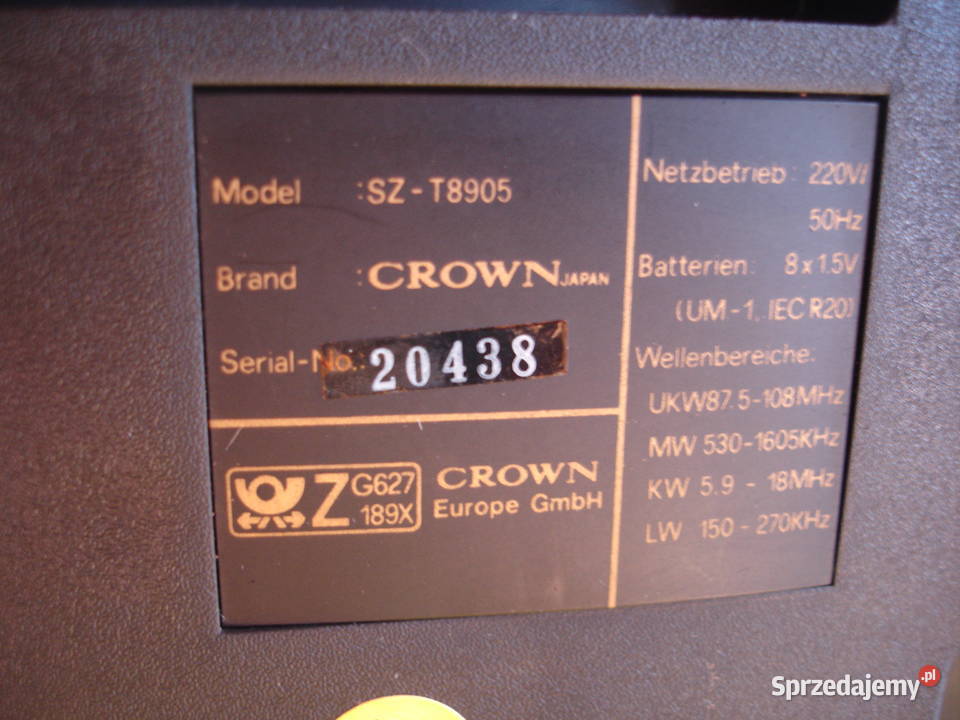 Model :SZ-T8905
Brand :CROWN JAPAN
Serial-No.: 20438
Z G627
189X
CROWN
Europe GmbH
Netzbetrieb: 220V/
50Hz
Batterien: 8x1.5V
(UM-1, IEC R20)
Wellenbereiche:
UKW87.5-108MHz
MW 530-1605KHz
KW 5.9 - 18MHz
LW 150-270KHz
Sprzedajemy.pl